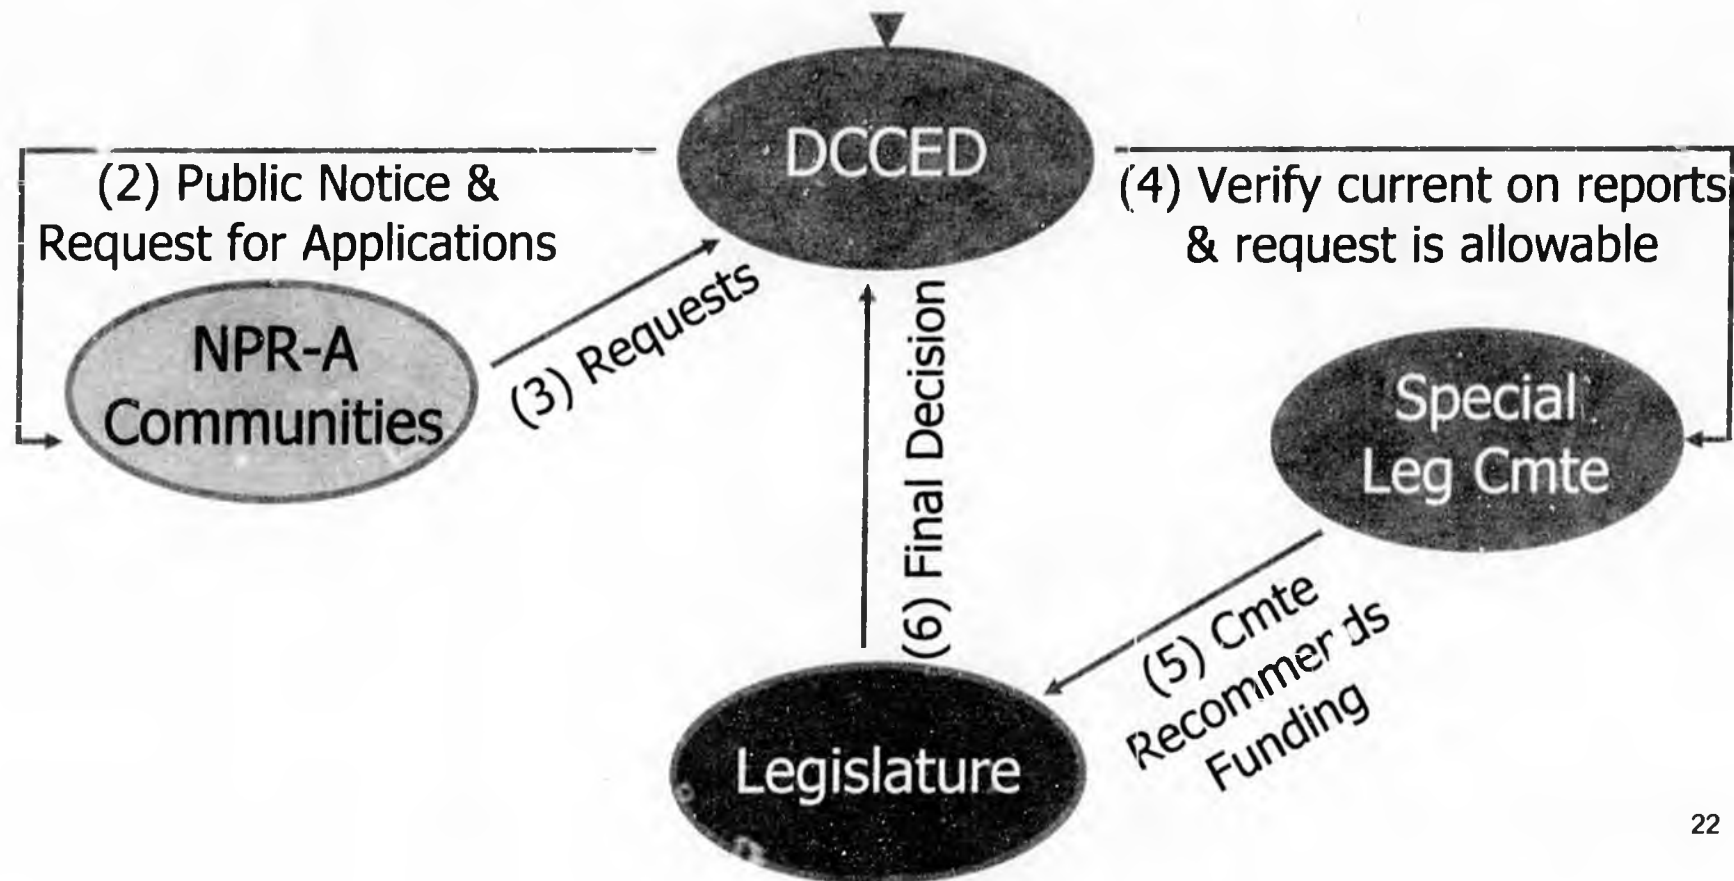 DCCED
(2) Public Notice &
Request for Applications
(4) Verify current on reports
& request is allowable
NPR-A
Communities
(3) Requests
(6) Final Decision
Special
Leg Cmte
(5) Cmte
Recommends
Funding
Legislature
22